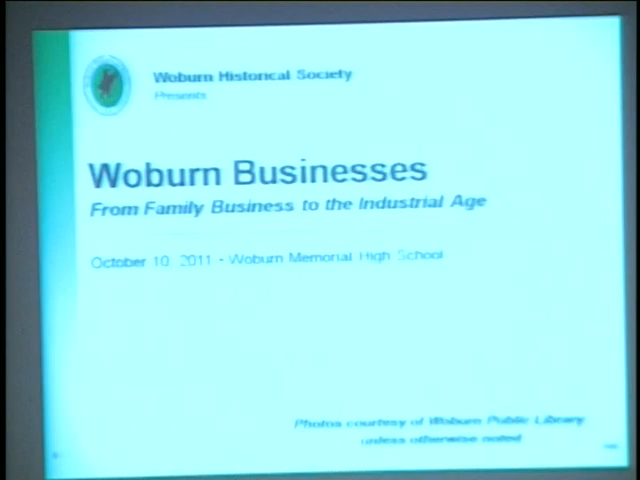 Woburn Historical Society
Presents
Woburn Businesses
From Family Business to the Industrial Age
October 10, 2011 - Woburn Memorial High School
Photos courtesy of Woburn Public Library
unless otherwise noted